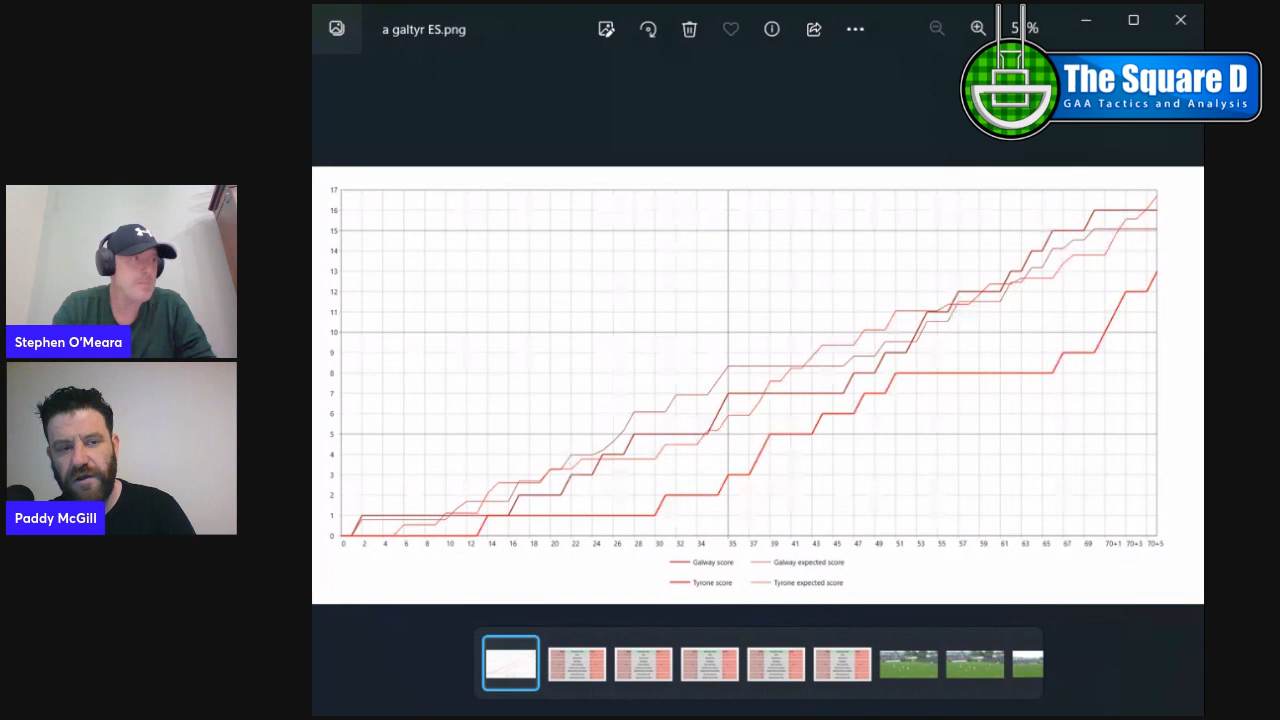 a galtyr ES.png
The Square D
GAA Tactics and Analysis
17
16
15
14
13
12
11
10
9
8
7
6
5
4
3
2
1
0
0 2 4 6 8 10 12 14 16 18 20 22 24 26 28 30 32 34 35 37 39 41 43 45 47 49 51 53 55 57 59 61 63 65 67 69 70+1 70+3 70+5
Galway score Galway expected score
Tyrone score Tyrone expected score
Stephen O'Meara
Paddy McGill